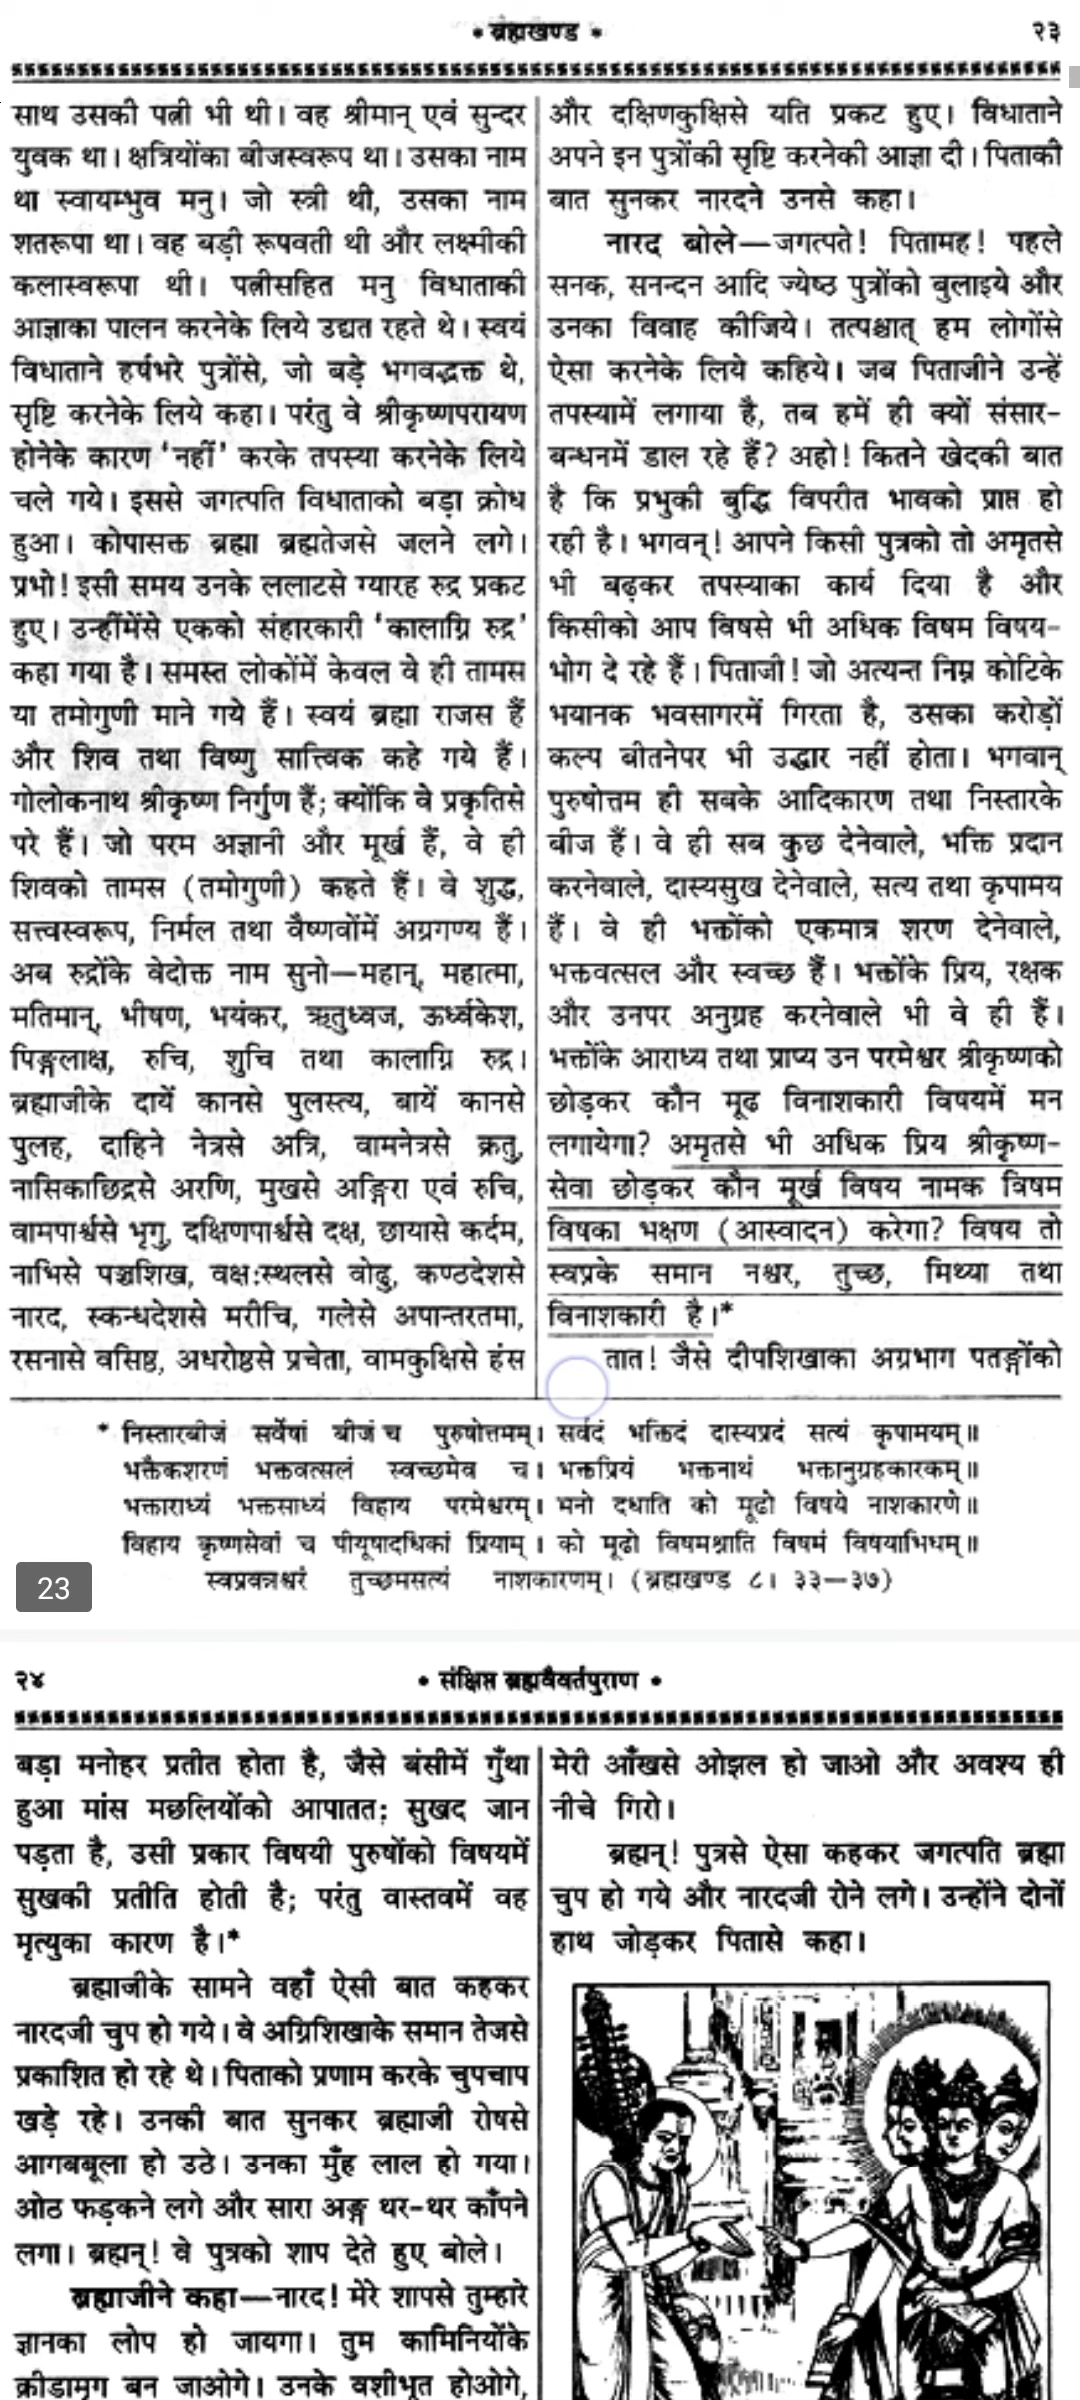 • ब्रह्मखण्ड •
२३
साथ उसकी पत्नी भी थी। वह श्रीमान् एवं सुन्दर
युवक था। क्षत्रियोंका बीजस्वरूप था। उसका नाम
था स्वायम्भुव मनु। जो स्त्री थी, उसका नाम
शतरूपा था। वह बड़ी रूपवती थी और लक्ष्मीकी
कलास्वरूपा थी। पत्नीसहित मनु विधाताकी
आज्ञाका पालन करनेके लिये उद्यत रहते थे। स्वयं
विधाताने हर्षभरे पुत्रोंसे, जो बड़े भगवद्भक्त थे,
सृष्टि करनेके लिये कहा। परंतु वे श्रीकृष्णपरायण
होनेके कारण 'नहीं' करके तपस्या करनेके लिये
चले गये। इससे जगत्पति विधाताको बड़ा क्रोध
हुआ। कोपासक्त ब्रह्मा ब्रह्मतेजसे जलने लगे।
प्रभो! इसी समय उनके ललाटसे ग्यारह रुद्र प्रकट
हुए। उन्हींमेंसे एकको संहारकारी 'कालाग्नि रुद्र'
कहा गया है। समस्त लोकोंमें केवल वे ही तामस
या तमोगुणी माने गये हैं। स्वयं ब्रह्मा राजस हैं
और शिव तथा विष्णु सात्त्विक कहे गये हैं।
गोलोकनाथ श्रीकृष्ण निर्गुण हैं; क्योंकि वे प्रकृतिसे
परे हैं। जो परम अज्ञानी और मूर्ख हैं, वे ही
शिवको तामस (तमोगुणी) कहते हैं। वे शुद्ध,
सत्त्वस्वरूप, निर्मल तथा वैष्णवोंमें अग्रगण्य हैं।
अब रुद्रोंके वेदोक्त नाम सुनो—महान्, महात्मा,
मतिमान्, भीषण, भयंकर, ऋतुध्वज, ऊर्ध्वकेश,
पिङ्गलाक्ष, रुचि, शुचि तथा कालाग्नि रुद्र।
ब्रह्माजीके दायें कानसे पुलस्त्य, बायें कानसे
पुलह, दाहिने नेत्रसे अत्रि, वामनेत्रसे क्रतु,
नासिकाछिद्रसे अरणि, मुखसे अङ्गिरा एवं रुचि,
वामपार्श्वसे भृगु, दक्षिणपार्श्वसे दक्ष, छायासे कर्दम,
नाभिसे पञ्चशिख, वक्षःस्थलसे वोढु, कण्ठदेशसे
नारद, स्कन्धदेशसे मरीचि, गलेसे अपान्तरतमा,
रसनासे वसिष्ठ, अधरोष्ठसे प्रचेता, वामकुक्षिसे हंस
और दक्षिणकुक्षिसे यति प्रकट हुए। विधाताने
अपने इन पुत्रोंकी सृष्टि करनेकी आज्ञा दी। पिताकी
बात सुनकर नारदने उनसे कहा।
नारद बोले—जगत्पते! पितामह! पहले
सनक, सनन्दन आदि ज्येष्ठ पुत्रोंको बुलाइये और
उनका विवाह कीजिये। तत्पश्चात् हम लोगोंसे
ऐसा करनेके लिये कहिये। जब पिताजीने उन्हें
तपस्यामें लगाया है, तब हमें ही क्यों संसार-
बन्धनमें डाल रहे हैं? अहो! कितने खेदकी बात
है कि प्रभुकी बुद्धि विपरीत भावको प्राप्त हो
रही है। भगवन्! आपने किसी पुत्रको तो अमृतसे
भी बढ़कर तपस्याका कार्य दिया है और
किसीको आप विषसे भी अधिक विषम विषय-
भोग दे रहे हैं। पिताजी! जो अत्यन्त निम्न कोटिके
भयानक भवसागरमें गिरता है, उसका करोड़ों
कल्प बीतनेपर भी उद्धार नहीं होता। भगवान्
पुरुषोत्तम ही सबके आदिकारण तथा निस्तारके
बीज हैं। वे ही सब कुछ देनेवाले, भक्ति प्रदान
करनेवाले, दास्यसुख देनेवाले, सत्य तथा कृपामय
हैं। वे ही भक्तोंको एकमात्र शरण देनेवाले,
भक्तवत्सल और स्वच्छ हैं। भक्तोंके प्रिय, रक्षक
और उनपर अनुग्रह करनेवाले भी वे ही हैं।
भक्तोंके आराध्य तथा प्राप्य उन परमेश्वर श्रीकृष्णको
छोड़कर कौन मूढ विनाशकारी विषयमें मन
लगायेगा? अमृतसे भी अधिक प्रिय श्रीकृष्ण-
सेवा छोड़कर कौन मूर्ख विषय नामक विषम
विषका भक्षण (आस्वादन) करेगा? विषय तो
स्वप्नके समान नश्वर, तुच्छ, मिथ्या तथा
विनाशकारी है।*
तात! जैसे दीपशिखाका अग्रभाग पतङ्गोंको
* निस्तारबीजं सर्वेषां बीजं च पुरुषोत्तमम्। सर्वदं भक्तिदं दास्यप्रदं सत्यं कृपामयम्॥
भक्तैकशरणं भक्तवत्सलं स्वच्छमेव च। भक्तप्रियं भक्तनाथं भक्तानुग्रहकारकम्॥
भक्ताराध्यं भक्तसाध्यं विहाय परमेश्वरम्। मनो दधाति को मूढो विषये नाशकारणे॥
विहाय कृष्णसेवां च पीयूषादधिकां प्रियाम्। को मूढो विषमश्नाति विषमं विषयाभिधम्॥
स्वप्नवन्नश्वरं तुच्छमसत्यं नाशकारणम्। (ब्रह्मखण्ड ८। ३३—३७)
23
२४
• संक्षिप्त ब्रह्मवैवर्तपुराण •
बड़ा मनोहर प्रतीत होता है, जैसे बंसीमें गुँथा
हुआ मांस मछलियोंको आपाततः सुखद जान
पड़ता है, उसी प्रकार विषयी पुरुषोंको विषयमें
सुखकी प्रतीति होती है; परंतु वास्तवमें वह
मृत्युका कारण है।*
ब्रह्माजीके सामने वहाँ ऐसी बात कहकर
नारदजी चुप हो गये। वे अग्निशिखाके समान तेजसे
प्रकाशित हो रहे थे। पिताको प्रणाम करके चुपचाप
खड़े रहे। उनकी बात सुनकर ब्रह्माजी रोषसे
आगबबूला हो उठे। उनका मुँह लाल हो गया।
ओठ फड़कने लगे और सारा अङ्ग थर-थर काँपने
लगा। ब्रह्मन्! वे पुत्रको शाप देते हुए बोले।
ब्रह्माजीने कहा—नारद! मेरे शापसे तुम्हारे
ज्ञानका लोप हो जायगा। तुम कामिनियोंके
क्रीडामृग बन जाओगे। उनके वशीभूत होओगे,
मेरी आँखसे ओझल हो जाओ और अवश्य ही
नीचे गिरो।
ब्रह्मन्! पुत्रसे ऐसा कहकर जगत्पति ब्रह्मा
चुप हो गये और नारदजी रोने लगे। उन्होंने दोनों
हाथ जोड़कर पितासे कहा।